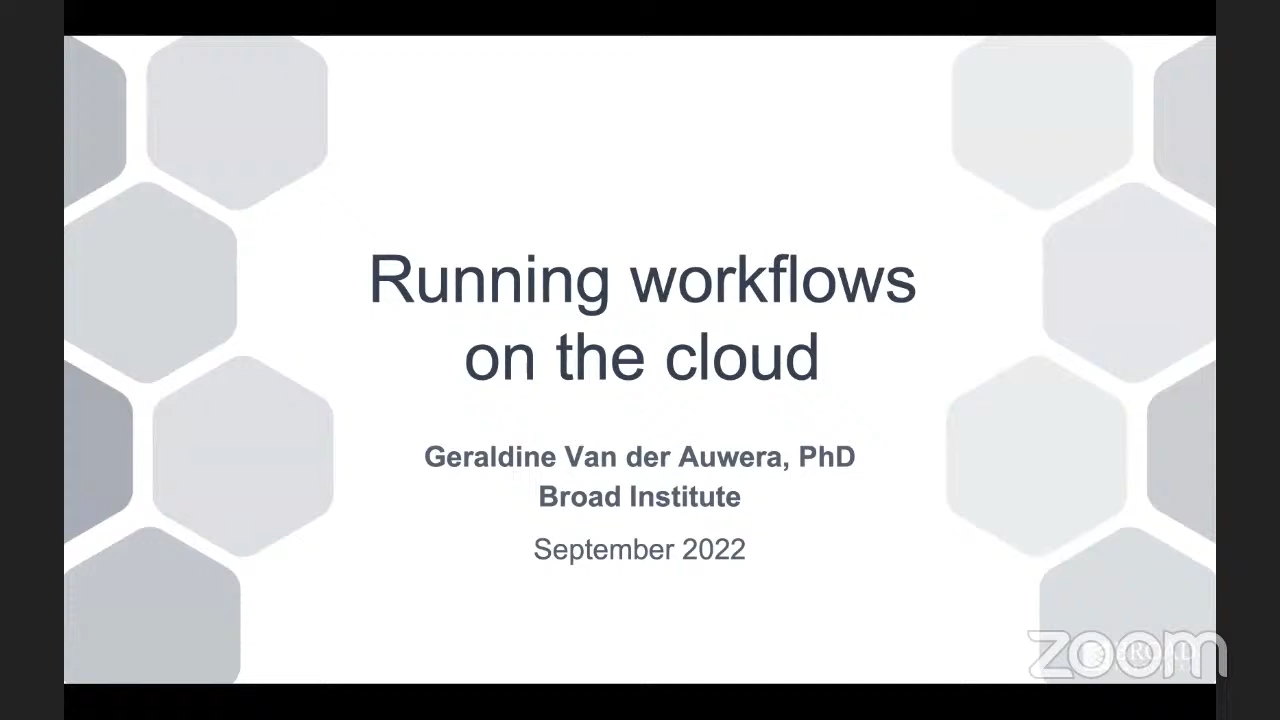 Running workflows
on the cloud
Geraldine Van der Auwera, PhD
Broad Institute
September 2022
zoom